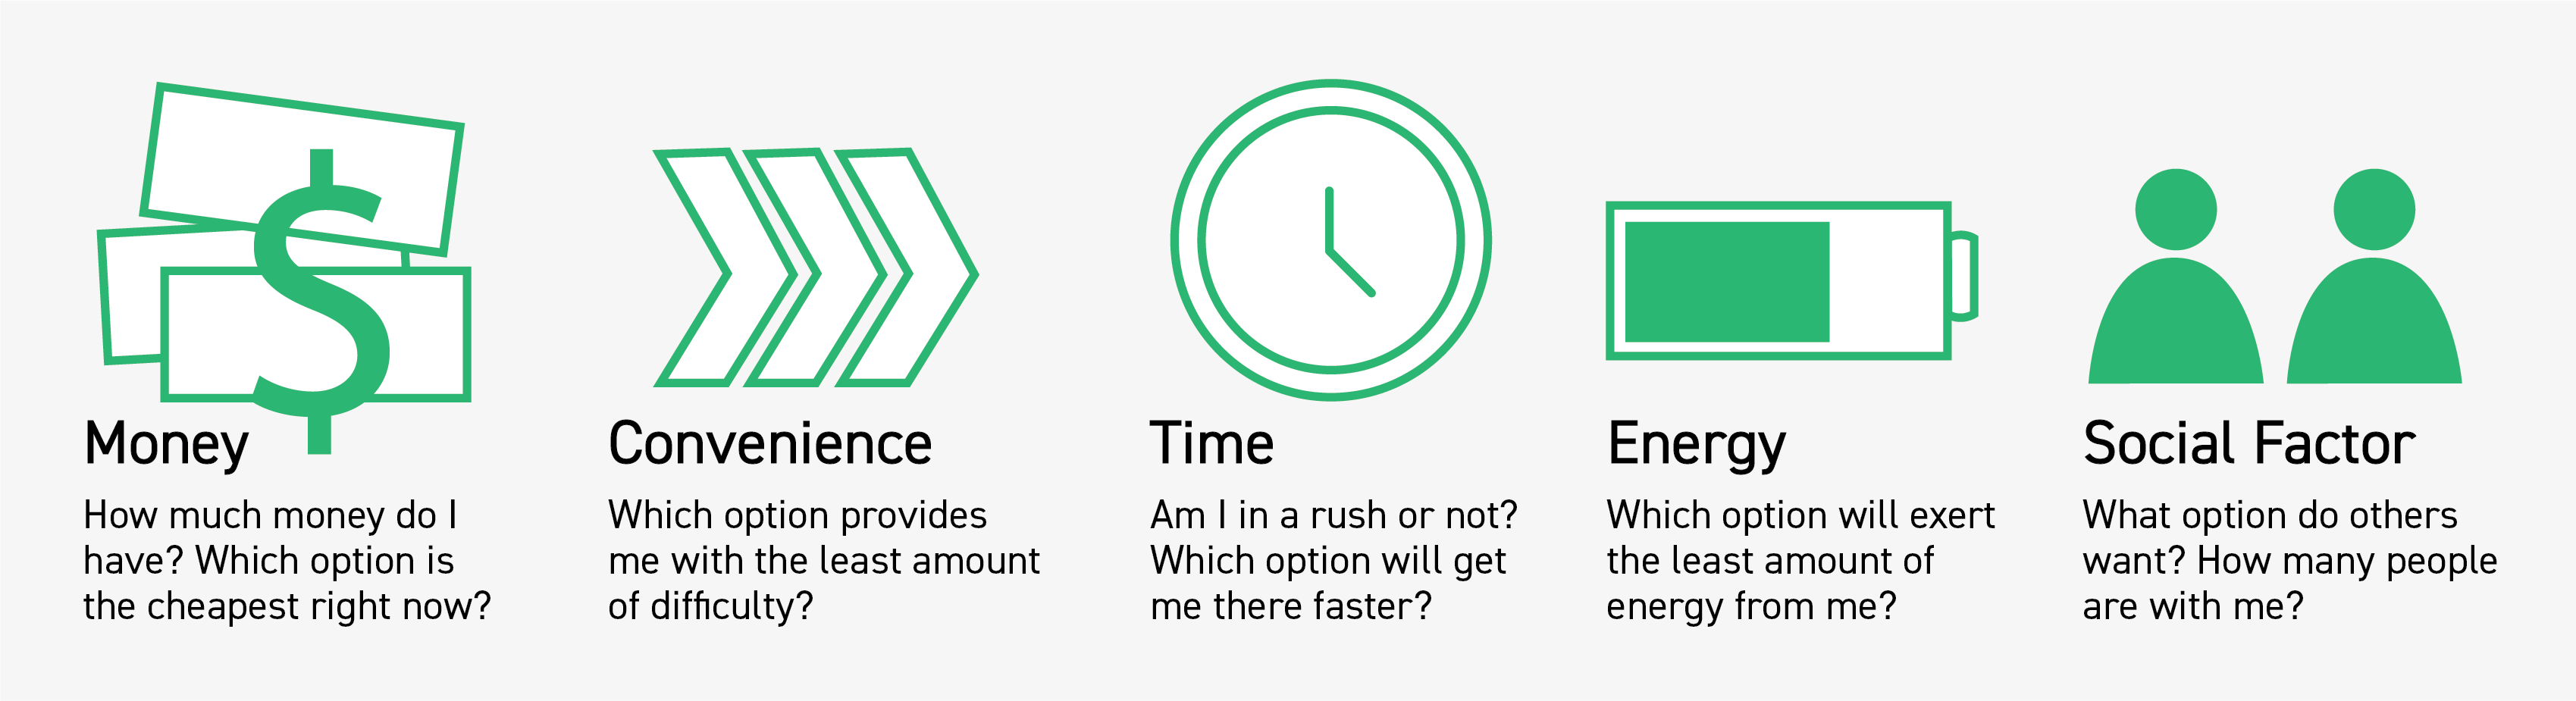 Money
How much money do I
have? Which option is
the cheapest right now?
Convenience
Which option provides
me with the least amount
of difficulty?
Time
Am I in a rush or not?
Which option will get
me there faster?
Energy
Which option will exert
the least amount of
energy from me?
Social Factor
What option do others
want? How many people
are with me?